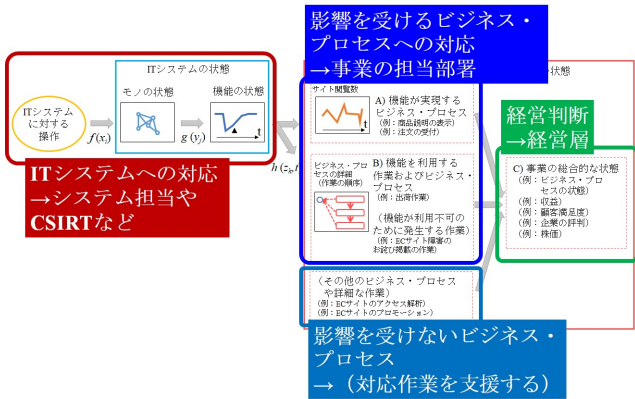 影響を受けるビジネス・
プロセスへの対応
→事業の担当部署
ITシステムの状態
モノの状態
機能の状態
ITシステム
に対する
操作
f(xᵢ)
g(yⱼ)
t
ITシステムへの対応
→システム担当や
CSIRTなど
サイト閲覧数
t
A) 機能が実現する
ビジネス・プロセス
(例：商品説明の表示)
(例：注文の受付)
ビジネス・プロ
セスの詳細
(作業の順序)
B) 機能を利用する
作業およびビジネス・
プロセス
(例：出荷作業)
(機能が利用不可の
ために発生する作業)
(例：ECサイト障害の
お詫び掲載の作業)
の状態
経営判断
→経営層
C) 事業の総合的な状態
(例：ビジネス・プロ
セスの状態)
(例：収益)
(例：顧客満足度)
(例：企業の評判)
(例：株価)
(その他のビジネス・プロセス
や詳細な作業)
(例：ECサイトのアクセス解析)
(例：ECサイトのプロモーション)
影響を受けないビジネス・
プロセス
→（対応作業を支援する）